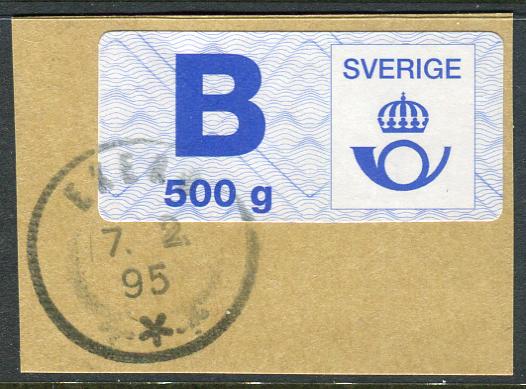 B
500 g
SVERIGE
7. 2.
95